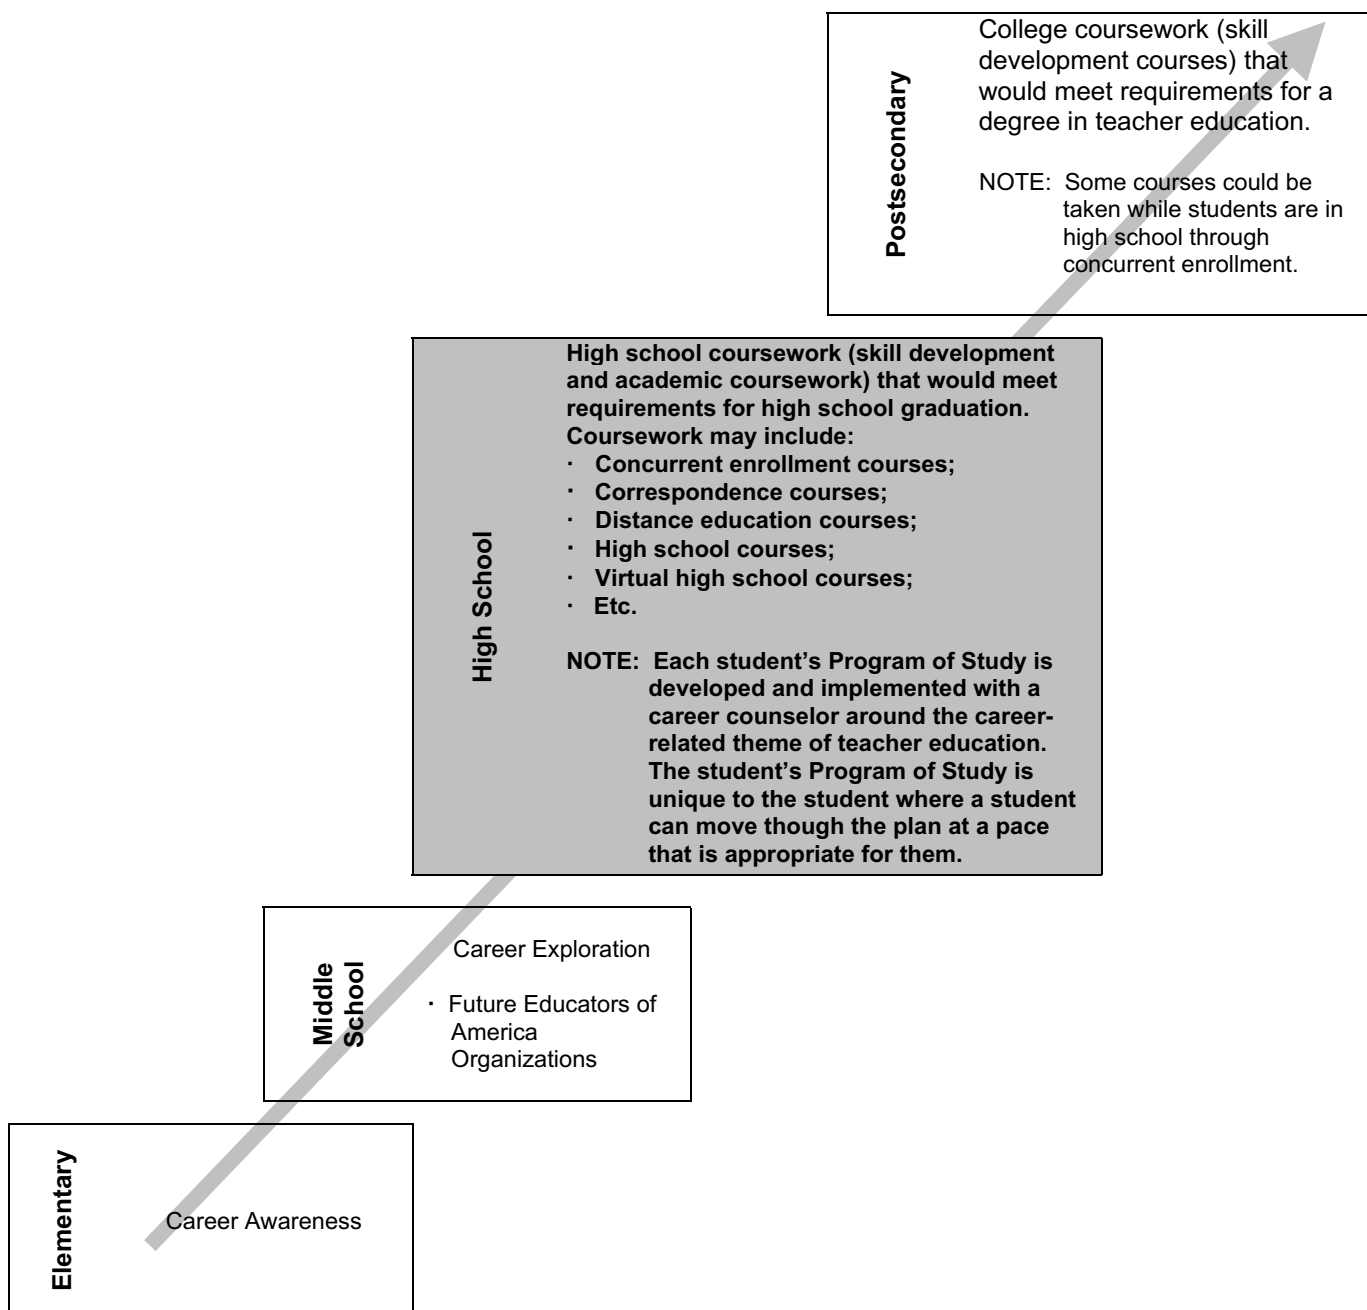 Postsecondary
College coursework (skill
development courses) that
would meet requirements for a
degree in teacher education.
NOTE: Some courses could be
taken while students are in
high school through
concurrent enrollment.
High School
High school coursework (skill development
and academic coursework) that would meet
requirements for high school graduation.
Coursework may include:
· Concurrent enrollment courses;
· Correspondence courses;
· Distance education courses;
· High school courses;
· Virtual high school courses;
· Etc.
NOTE: Each student’s Program of Study is
developed and implemented with a
career counselor around the career-
related theme of teacher education.
The student’s Program of Study is
unique to the student where a student
can move though the plan at a pace
that is appropriate for them.
Middle
School
Career Exploration
· Future Educators of
America
Organizations
Elementary
Career Awareness